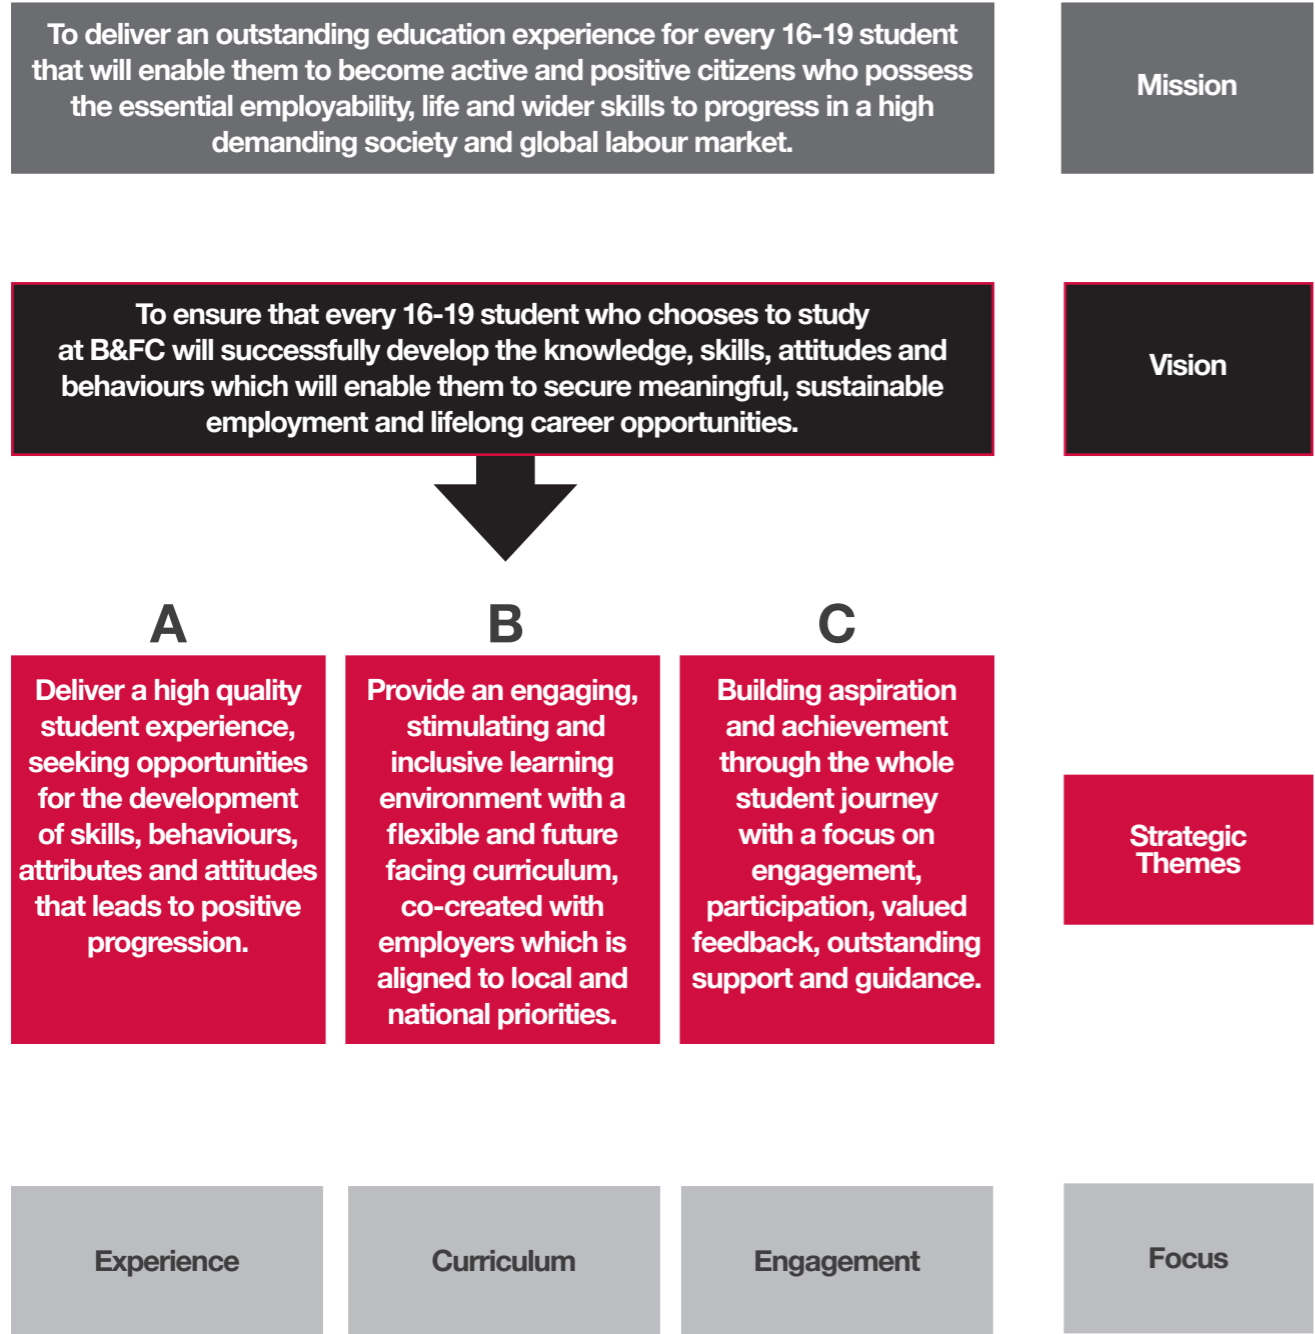 To deliver an outstanding education experience for every 16-19 student
that will enable them to become active and positive citizens who possess
the essential employability, life and wider skills to progress in a high
demanding society and global labour market.
Mission
To ensure that every 16-19 student who chooses to study
at B&FC will successfully develop the knowledge, skills, attitudes and
behaviours which will enable them to secure meaningful, sustainable
employment and lifelong career opportunities.
Vision
A
Deliver a high quality
student experience,
seeking opportunities
for the development
of skills, behaviours,
attributes and attitudes
that leads to positive
progression.
B
Provide an engaging,
stimulating and
inclusive learning
environment with a
flexible and future
facing curriculum,
co-created with
employers which is
aligned to local and
national priorities.
C
Building aspiration
and achievement
through the whole
student journey
with a focus on
engagement,
participation, valued
feedback, outstanding
support and guidance.
Strategic
Themes
Experience
Curriculum
Engagement
Focus